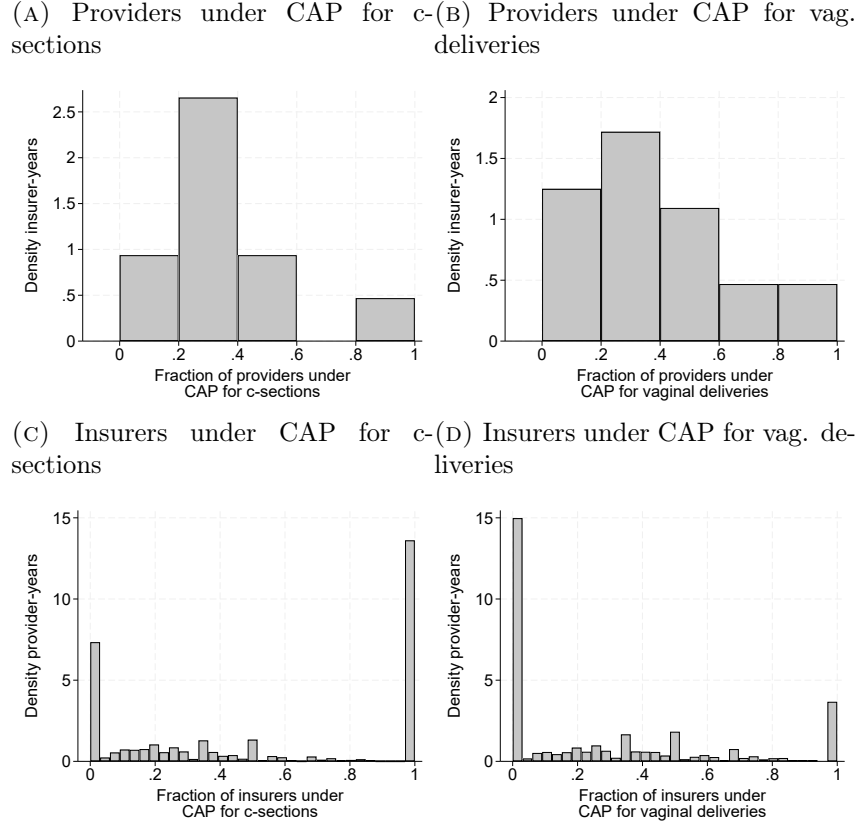 (A) Providers under CAP for c-
sections
2.5
2
1.5
1
.5
0
Density insurer-years
0 .2 .4 .6 .8 1
Fraction of providers under
CAP for c-sections
(B) Providers under CAP for vag.
deliveries
2
1.5
1
.5
0
Density insurer-years
0 .2 .4 .6 .8 1
Fraction of providers under
CAP for vaginal deliveries
(C) Insurers under CAP for c-
sections
15
10
5
0
Density provider-years
0 .2 .4 .6 .8 1
Fraction of insurers under
CAP for c-sections
(D) Insurers under CAP for vag. de-
liveries
15
10
5
0
Density provider-years
0 .2 .4 .6 .8 1
Fraction of insurers under
CAP for vaginal deliveries